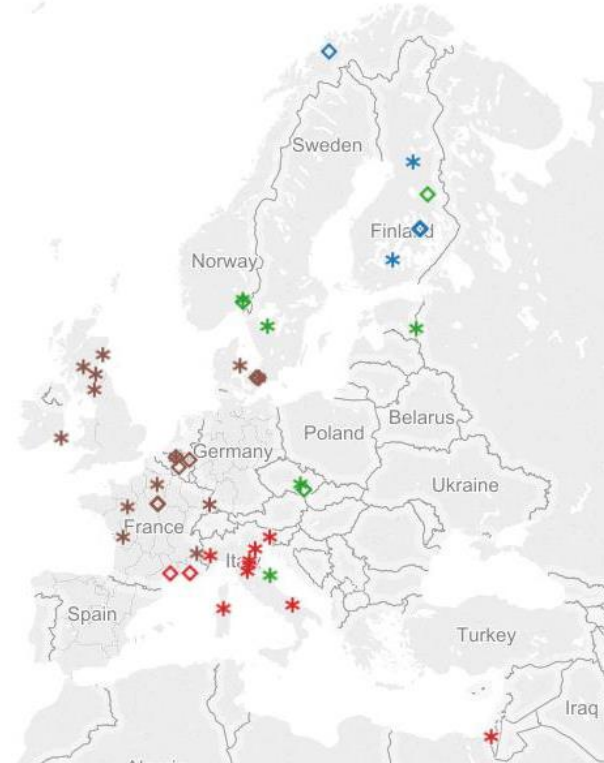 Sweden
Finland
Norway
Belarus
Poland
Germany
Ukraine
France
Italy
Spain
Turkey
Iraq